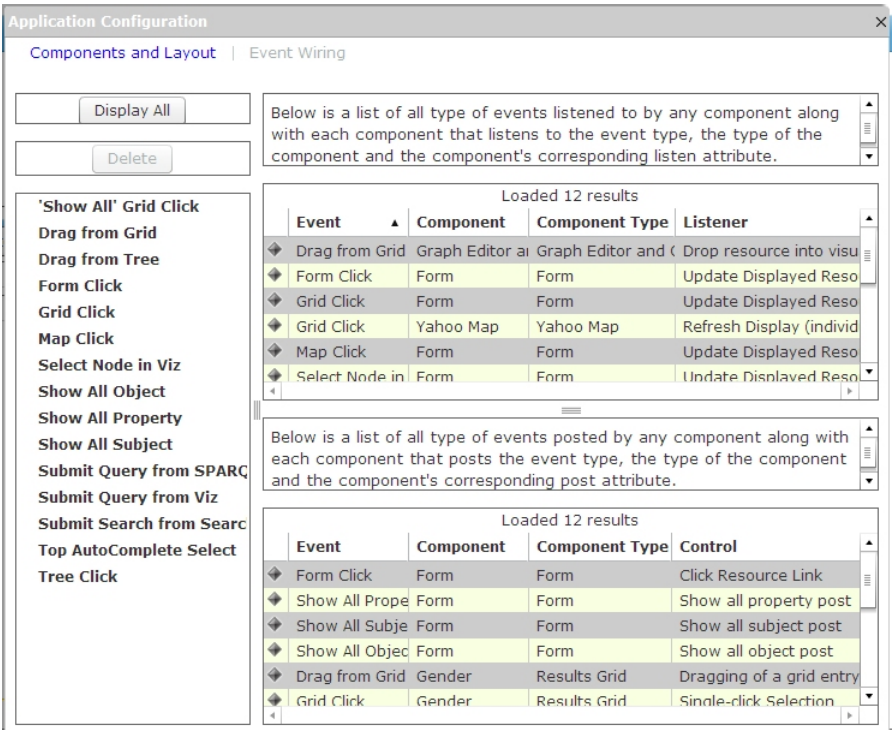 Application Configuration
Components and Layout | Event Wiring
Display All
Delete
'Show All' Grid Click
Drag from Grid
Drag from Tree
Form Click
Grid Click
Map Click
Select Node in Viz
Show All Object
Show All Property
Show All Subject
Submit Query from SPARQ
Submit Query from Viz
Submit Search from Searc
Top AutoComplete Select
Tree Click
Below is a list of all type of events listened to by any component along
with each component that listens to the event type, the type of the
component and the component's corresponding listen attribute.
Loaded 12 results
Event Component Component Type Listener
Drag from Grid Graph Editor a Graph Editor and Drop resource into visu
Form Click Form Form Update Displayed Reso
Grid Click Form Form Update Displayed Reso
Grid Click Yahoo Map Yahoo Map Refresh Display (individ
Map Click Form Form Update Displayed Reso
Select Node in Form Form Update Displayed Reso
Below is a list of all type of events posted by any component along with
each component that posts the event type, the type of the component
and the component's corresponding post attribute.
Loaded 12 results
Event Component Component Type Control
Form Click Form Form Click Resource Link
Show All Prope Form Form Show all property post
Show All Subje Form Form Show all subject post
Show All Objec Form Form Show all object post
Drag from Grid Gender Results Grid Dragging of a grid entry
Grid Click Gender Results Grid Single-click Selection